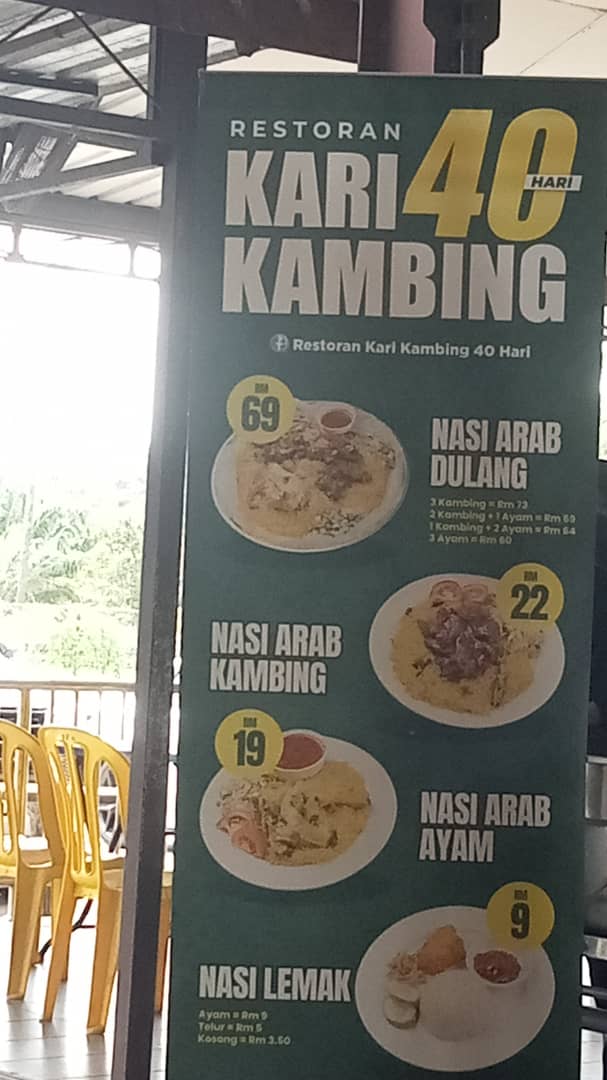 RESTORAN
KARI 40
HARI
KAMBING
Restoran Kari Kambing 40 Hari
RM
69
NASI ARAB
DULANG
3 Kambing = Rm 73
2 Kambing + 1 Ayam = Rm 69
1 Kambing + 2 Ayam = Rm 64
3 Ayam = Rm 60
RM
22
NASI ARAB
KAMBING
RM
19
NASI ARAB
AYAM
RM
9
NASI LEMAK
Ayam = Rm 9
Telur = Rm 5
Kosong = Rm 3.50